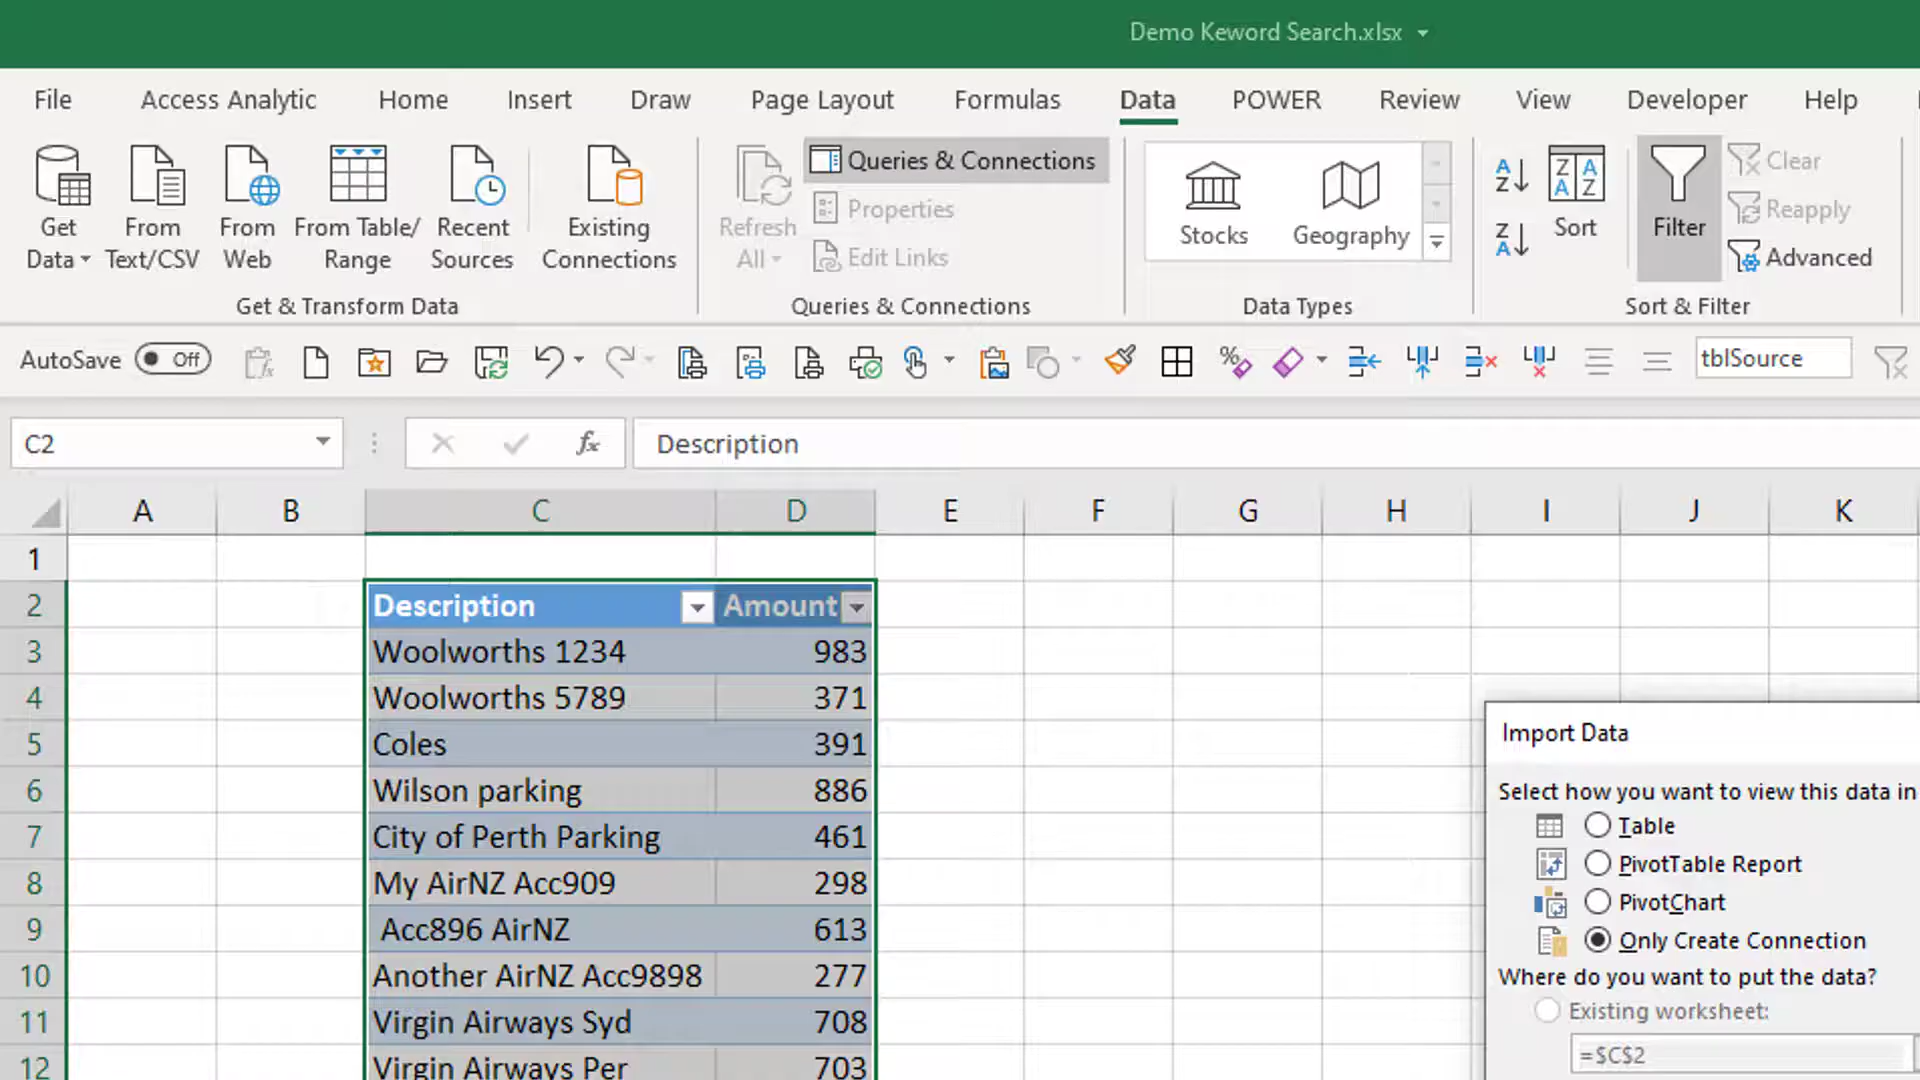 Demo Keword Search.xlsx
File Access Analytic Home Insert Draw Page Layout Formulas Data POWER Review View Developer Help
Get Data
From Text/CSV
From Web
From Table/ Range
Recent Sources
Existing Connections
Get & Transform Data
Refresh All
Queries & Connections
Properties
Edit Links
Queries & Connections
Stocks
Geography
Data Types
Sort
Filter
Clear
Reapply
Advanced
Sort & Filter
AutoSave Off
tblSource
C2
fx
Description
A B C D E F G H I J K
1
2 Description Amount
3 Woolworths 1234 983
4 Woolworths 5789 371
5 Coles 391
6 Wilson parking 886
7 City of Perth Parking 461
8 My AirNZ Acc909 298
9 Acc896 AirNZ 613
10 Another AirNZ Acc9898 277
11 Virgin Airways Syd 708
12 Virgin Airways Per 703
Import Data
Select how you want to view this data in
Table
PivotTable Report
PivotChart
Only Create Connection
Where do you want to put the data?
Existing worksheet:
=$C$2